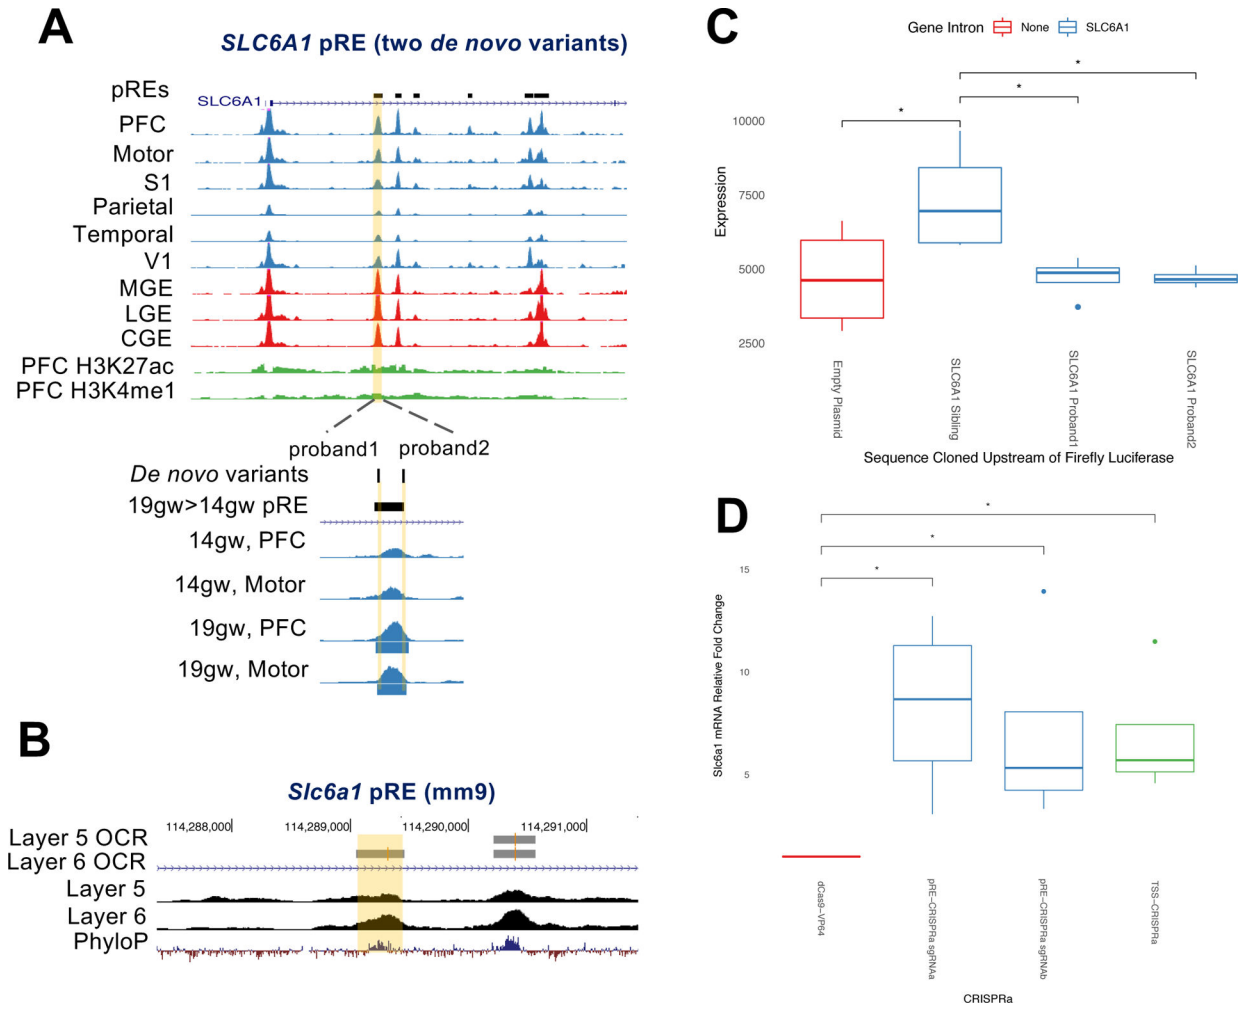 A
SLC6A1 pRE (two de novo variants)
pREs
SLC6A1
PFC
Motor
S1
Parietal
Temporal
V1
MGE
LGE
CGE
PFC H3K27ac
PFC H3K4me1
proband1 proband2
De novo variants
19gw>14gw pRE
14gw, PFC
14gw, Motor
19gw, PFC
19gw, Motor
B
Slc6a1 pRE (mm9)
114,288,000 114,289,000 114,290,000 114,291,000
Layer 5 OCR
Layer 6 OCR
Layer 5
Layer 6
PhyloP
C
Gene Intron None SLC6A1
* 
*
*
Expression
10000
7500
5000
2500
Empty Plasmid
SLC6A1 Sibling
SLC6A1 Proband1
SLC6A1 Proband2
Sequence Cloned Upstream of Firefly Luciferase
D
*
*
*
Slc6a1 mRNA Relative Fold Change
15
10
5
dCas9−VP64
pRE−CRISPRa sgRNAa
pRE−CRISPRa sgRNAb
TSS−CRISPRa
CRISPRa